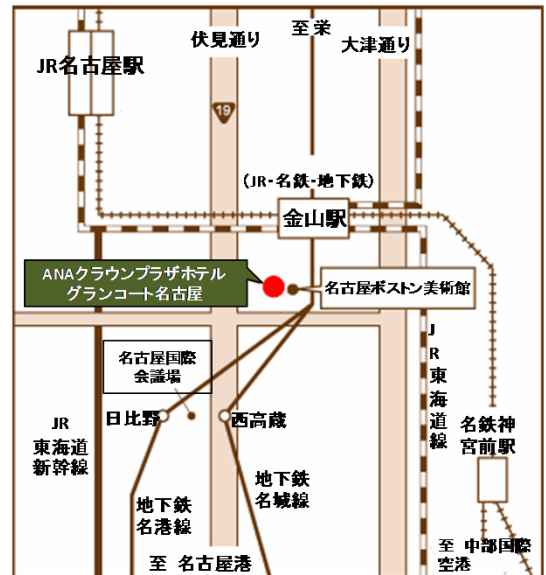 伏見通り
至栄
大津通り
JR名古屋駅
19
(JR・名鉄・地下鉄)
金山駅
ANAクラウンプラザホテル
グランコート名古屋
名古屋ボストン美術館
名古屋国際
会議場
日比野
西高蔵
JR東海道線
JR
東海道
新幹線
地下鉄
名港線
地下鉄
名城線
名鉄神
宮前駅
至 名古屋港
至 中部国際
空港